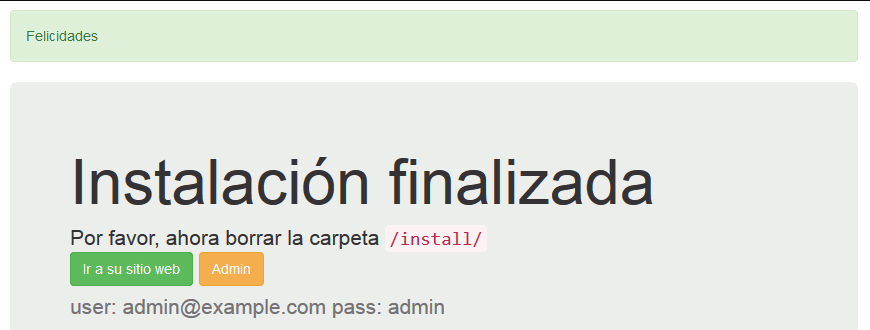 Felicidades
Instalación finalizada
Por favor, ahora borrar la carpeta /install/
Ir a su sitio web Admin
user: admin@example.com pass: admin